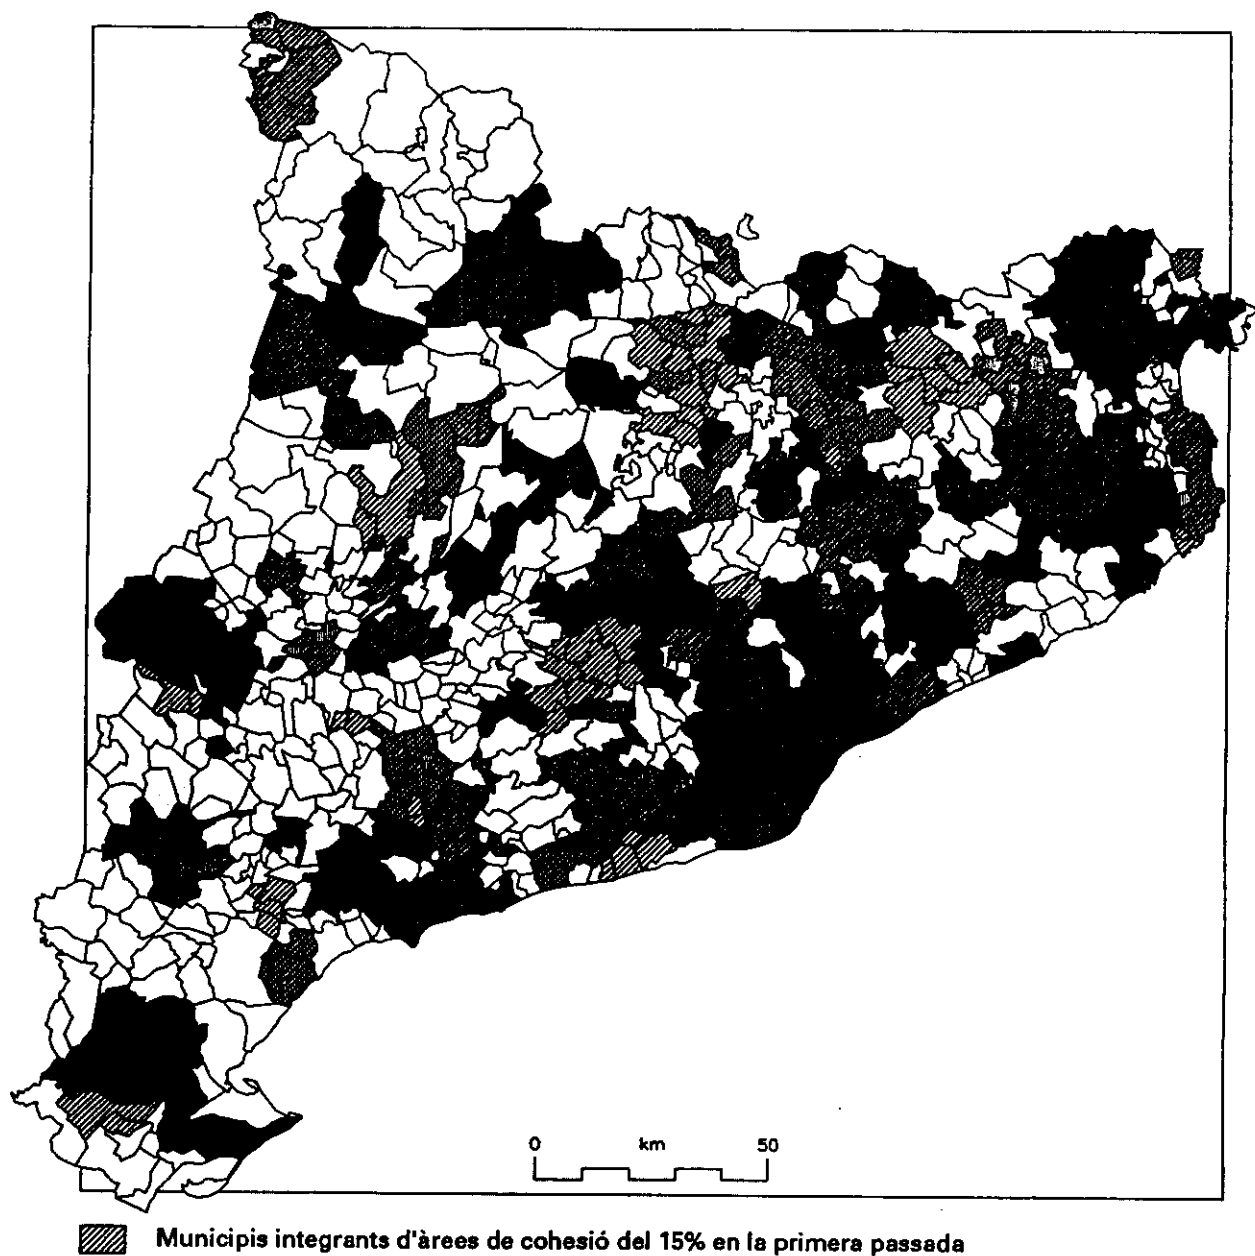 0 km 50
Municipis integrants d'àrees de cohesió del 15% en la primera passada